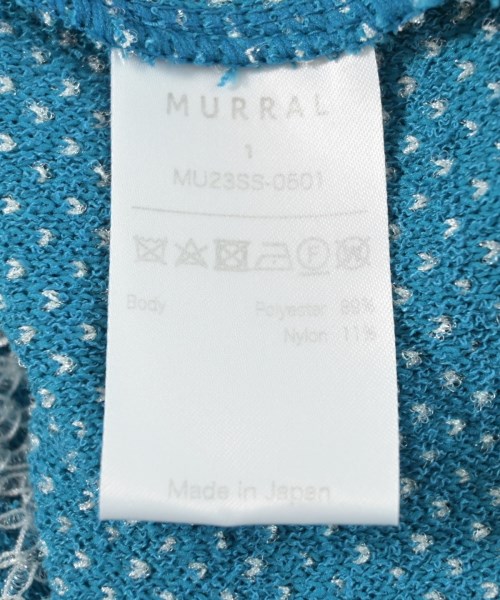 MURRAL
1
MU23SS-0601
Body Polyester 89%
Nylon 11%
Made in Japan